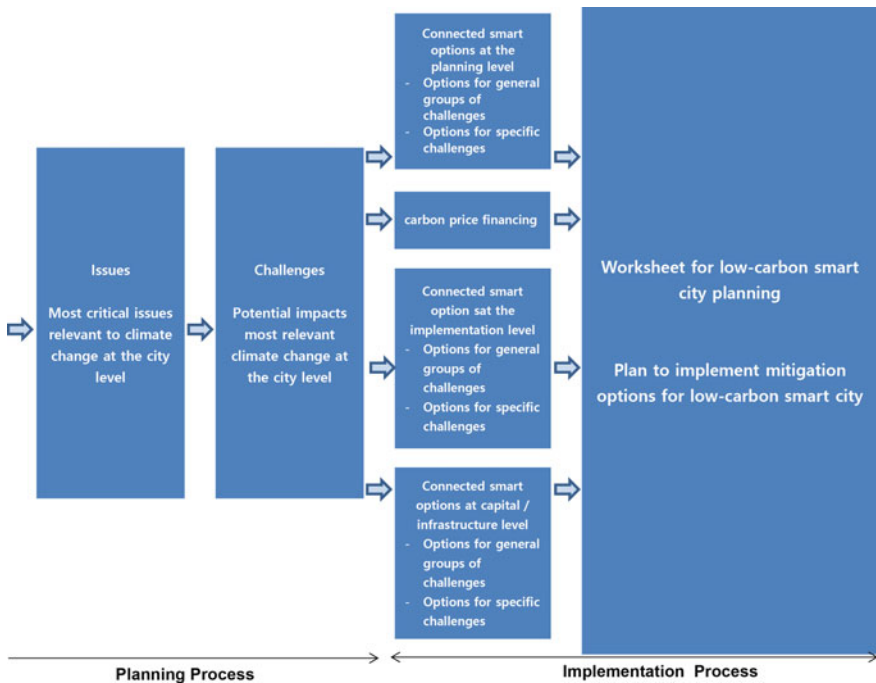 Issues
Most critical issues
relevant to climate
change at the city
level
Challenges
Potential impacts
most relevant
climate change at
the city level
Connected smart
options at the
planning level
- Options for general
groups of
challenges
- Options for specific
challenges
carbon price financing
Connected smart
option sat the
implementation level
- Options for general
groups of
challenges
- Options for specific
challenges
Connected smart
options at capital /
infrastructure level
- Options for general
groups of
challenges
- Options for specific
challenges
Worksheet for low-carbon smart
city planning
Plan to implement mitigation
options for low-carbon smart city
Planning Process
Implementation Process